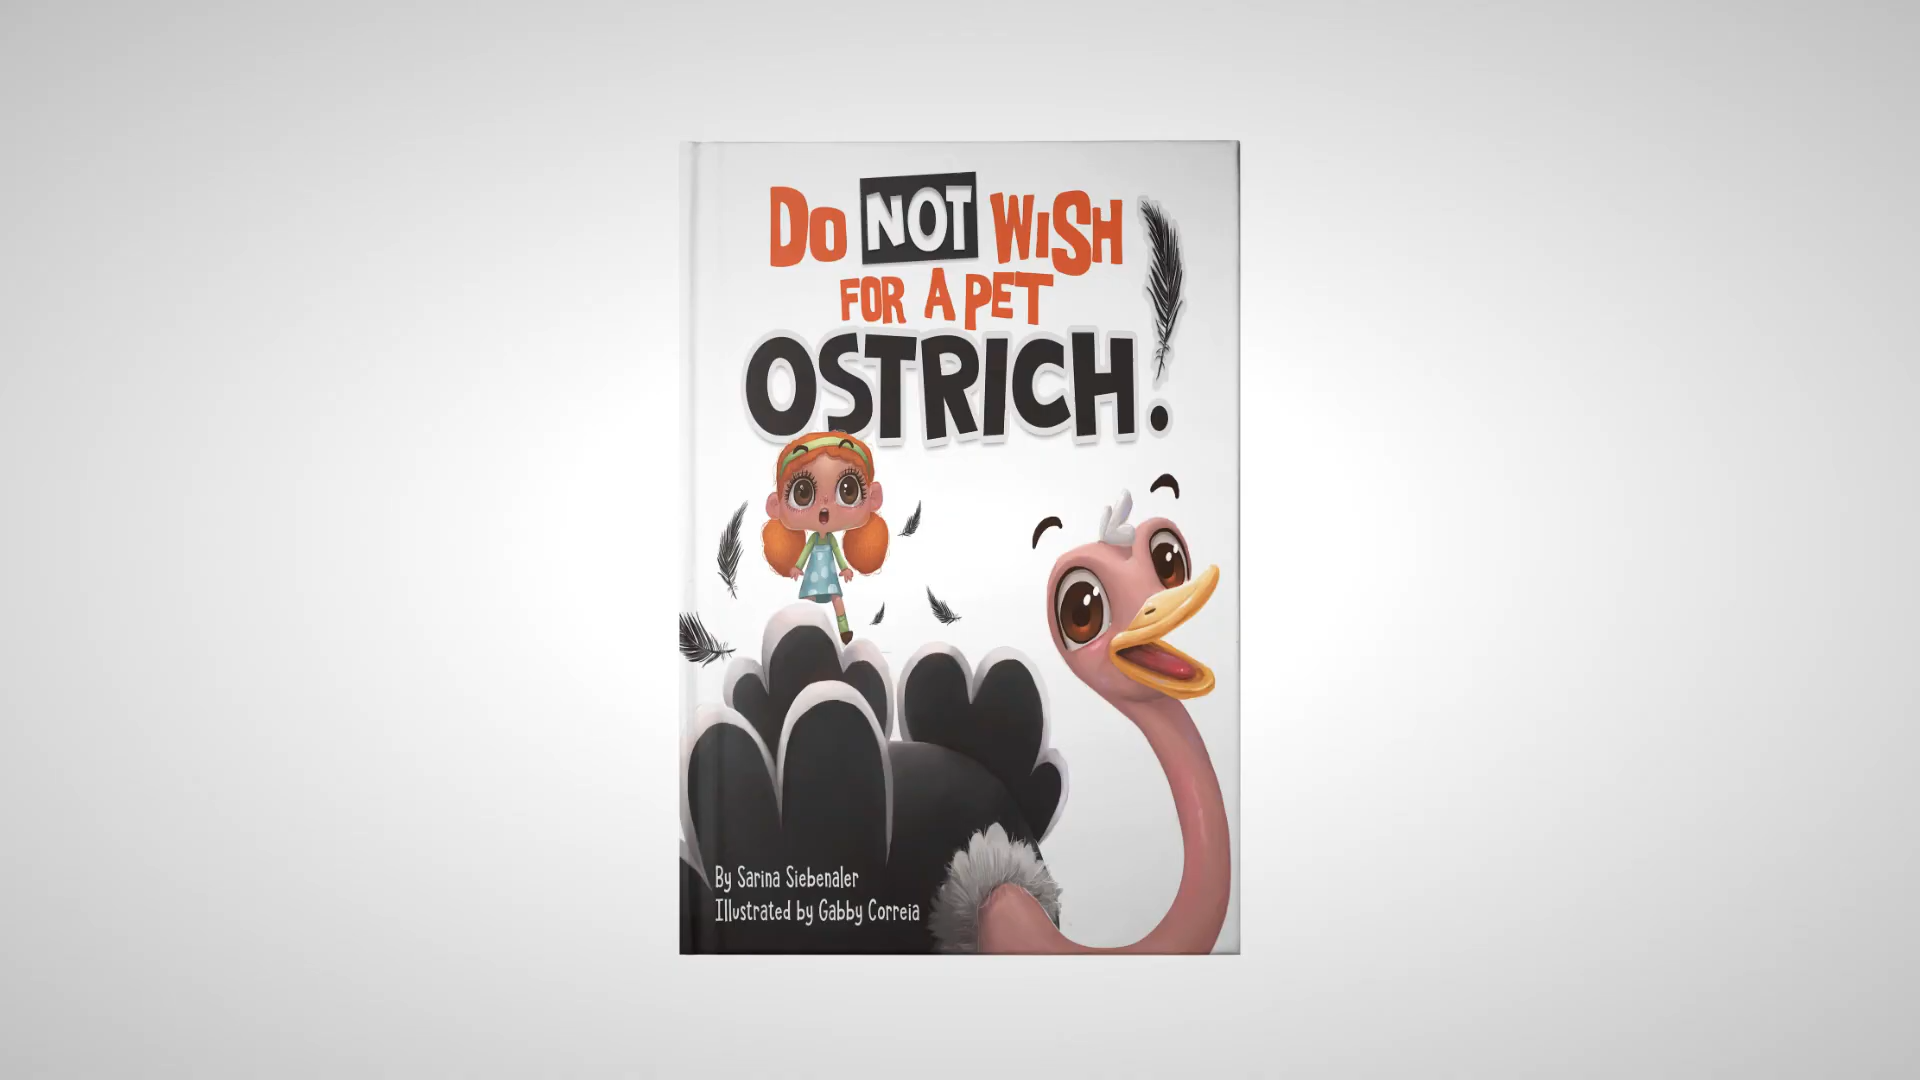 Do NOT WiSH
FOR A PET
OSTRICH!
By Sarina Siebenaler
Illustrated by Gabby Correia